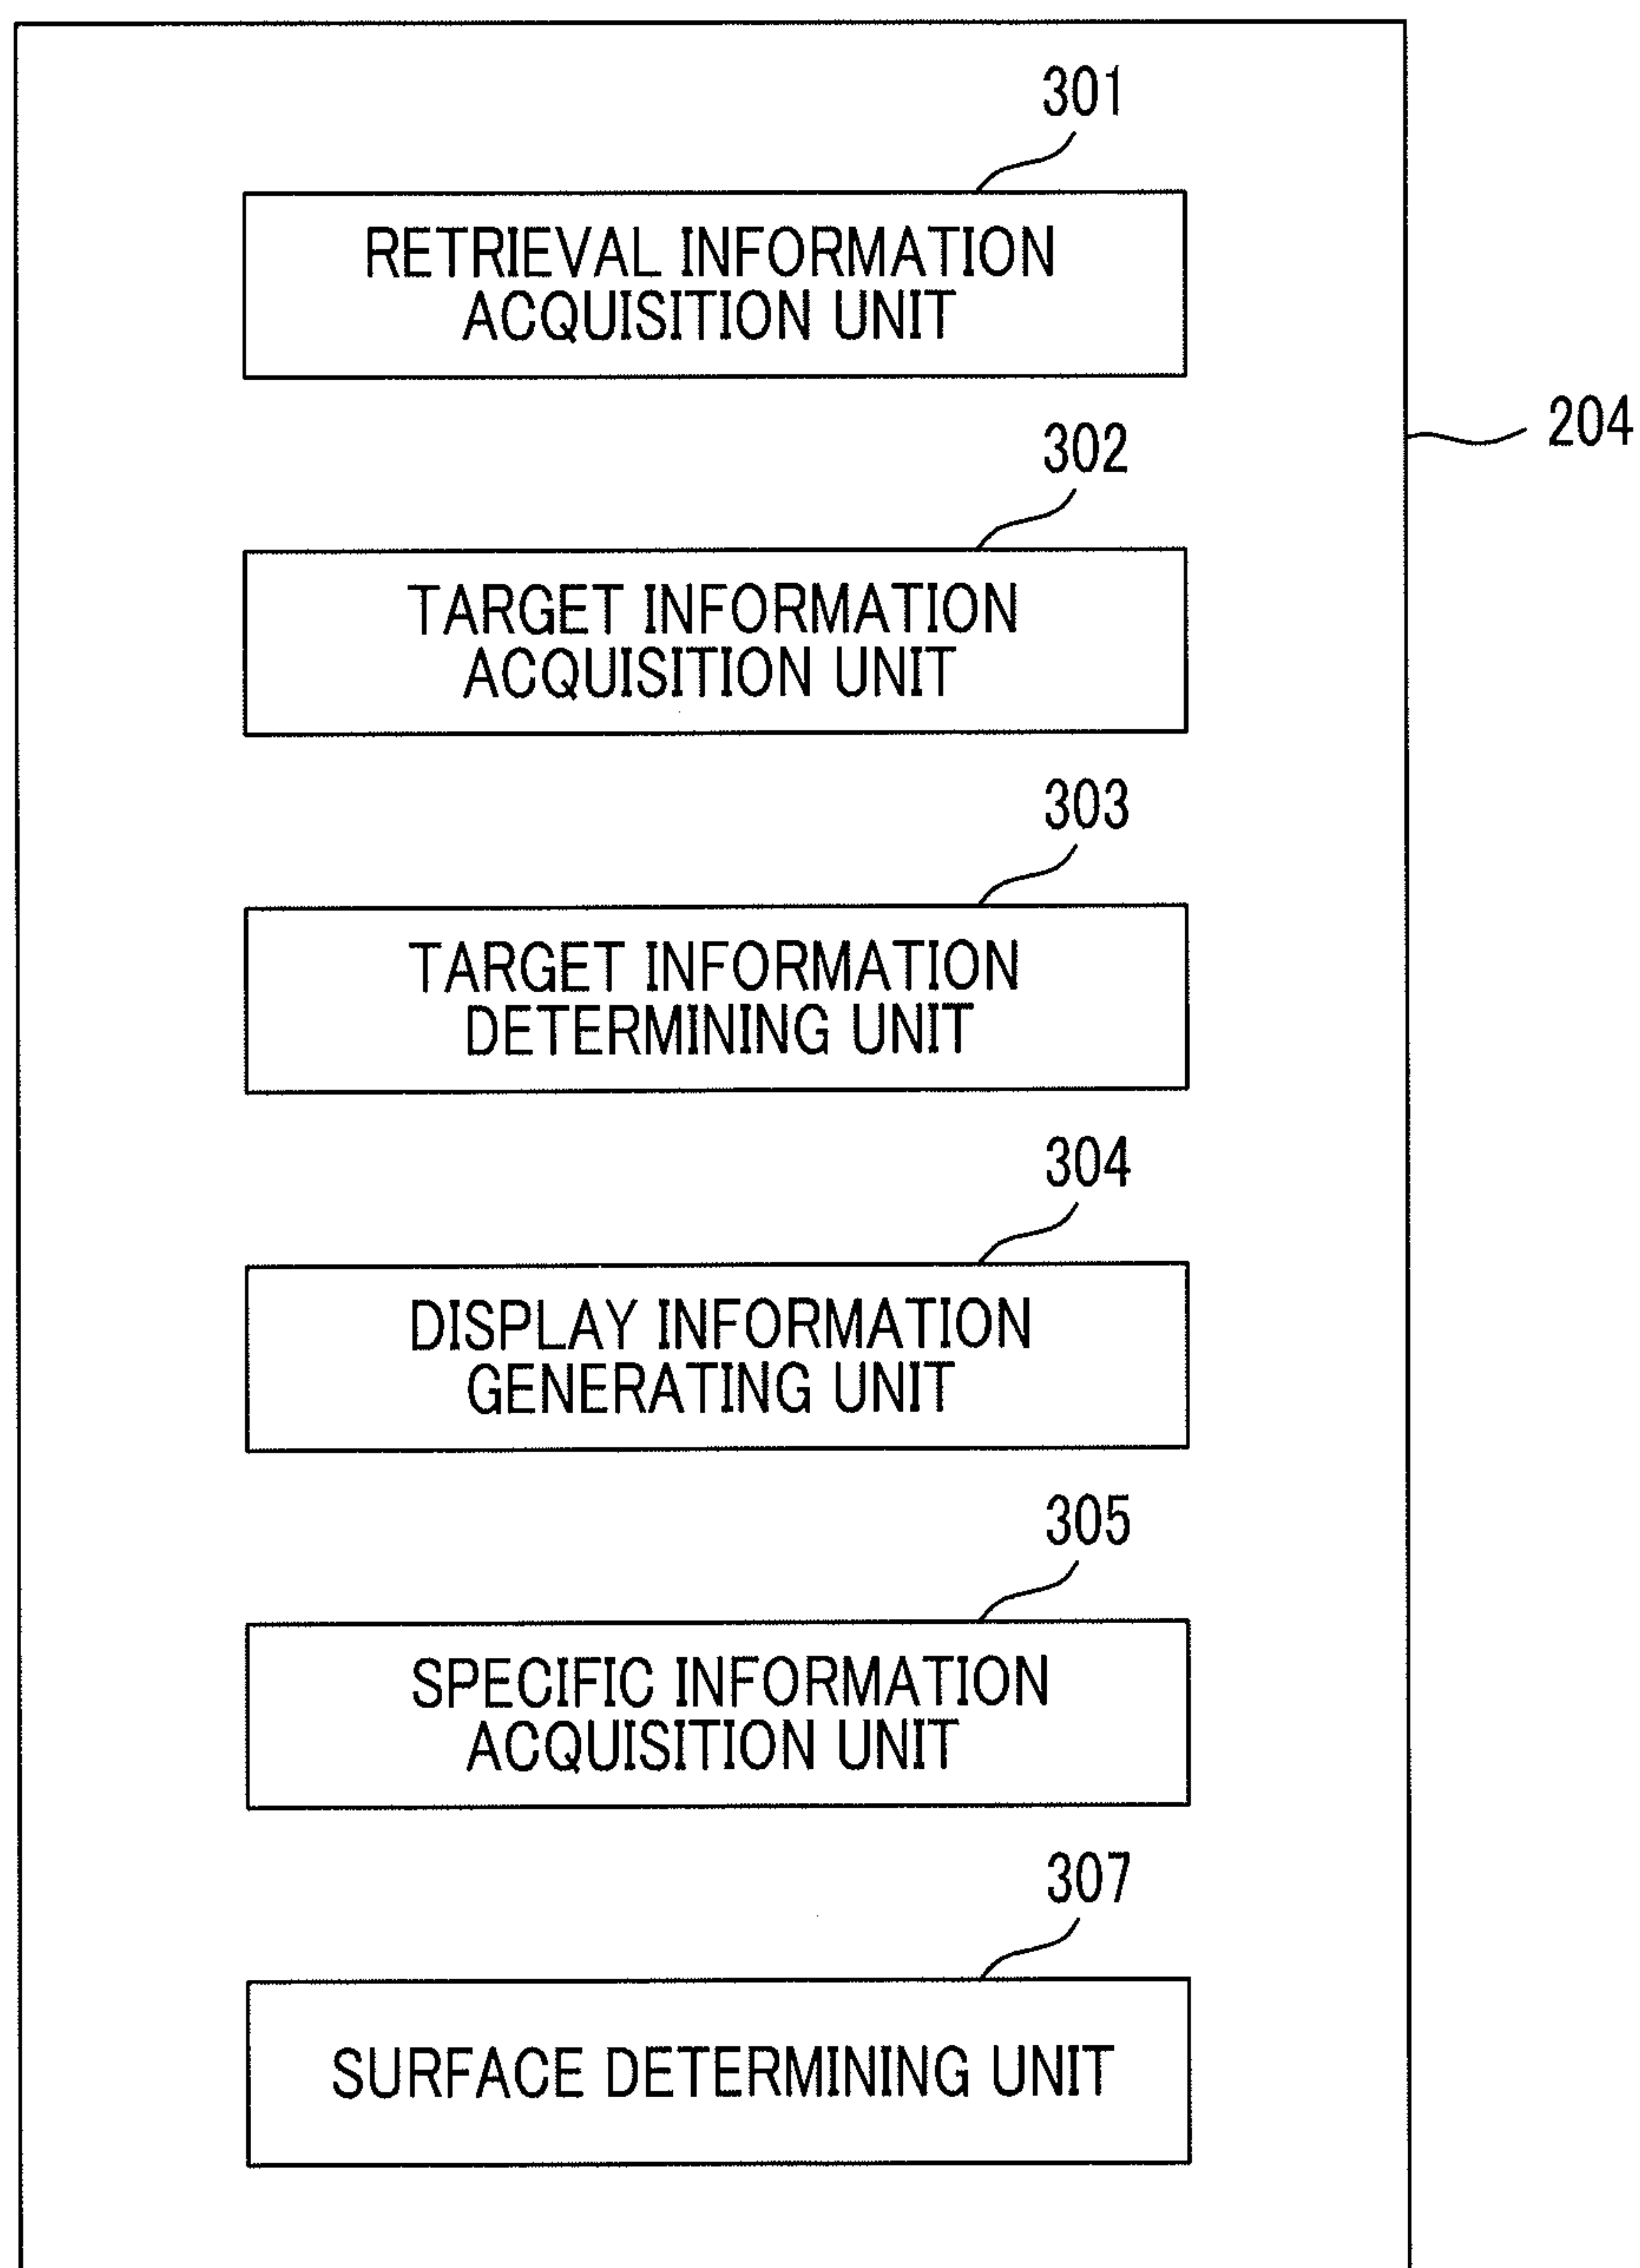 301
RETRIEVAL INFORMATION
ACQUISITION UNIT
204
302
TARGET INFORMATION
ACQUISITION UNIT
303
TARGET INFORMATION
DETERMINING UNIT
304
DISPLAY INFORMATION
GENERATING UNIT
305
SPECIFIC INFORMATION
ACQUISITION UNIT
307
SURFACE DETERMINING UNIT